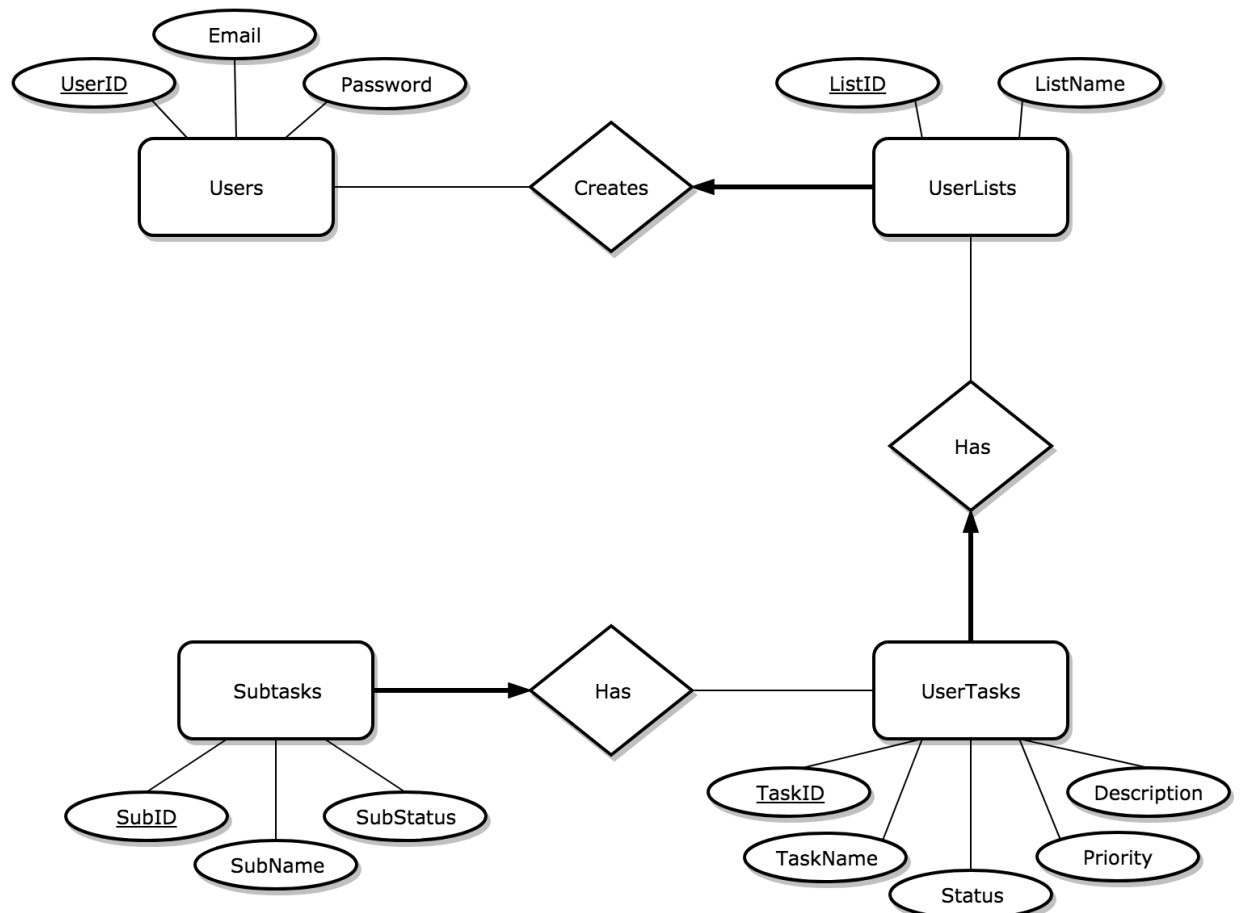 Email
UserID
Password
ListID
ListName
Users
Creates
UserLists
Has
Subtasks
Has
UserTasks
SubID
SubStatus
SubName
TaskID
Description
TaskName
Priority
Status